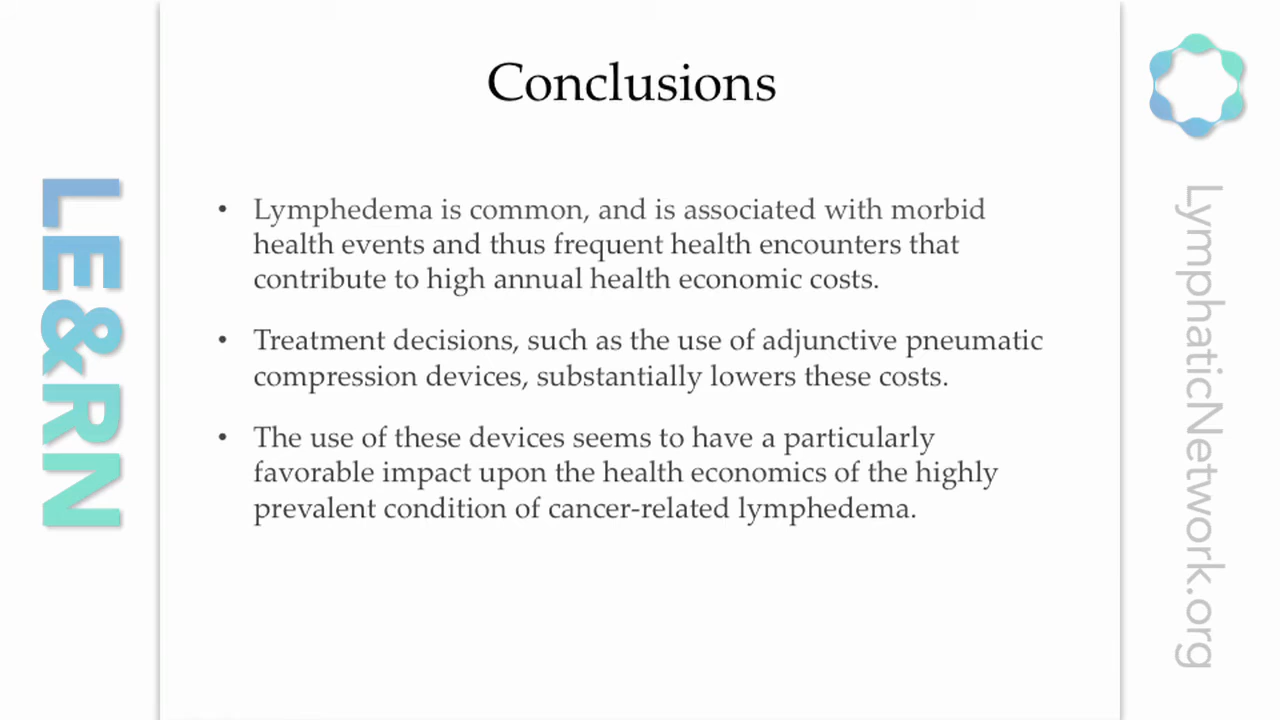 Conclusions
• Lymphedema is common, and is associated with morbid
health events and thus frequent health encounters that
contribute to high annual health economic costs.
• Treatment decisions, such as the use of adjunctive pneumatic
compression devices, substantially lowers these costs.
• The use of these devices seems to have a particularly
favorable impact upon the health economics of the highly
prevalent condition of cancer-related lymphedema.
LE&RN
LymphaticNetwork.org